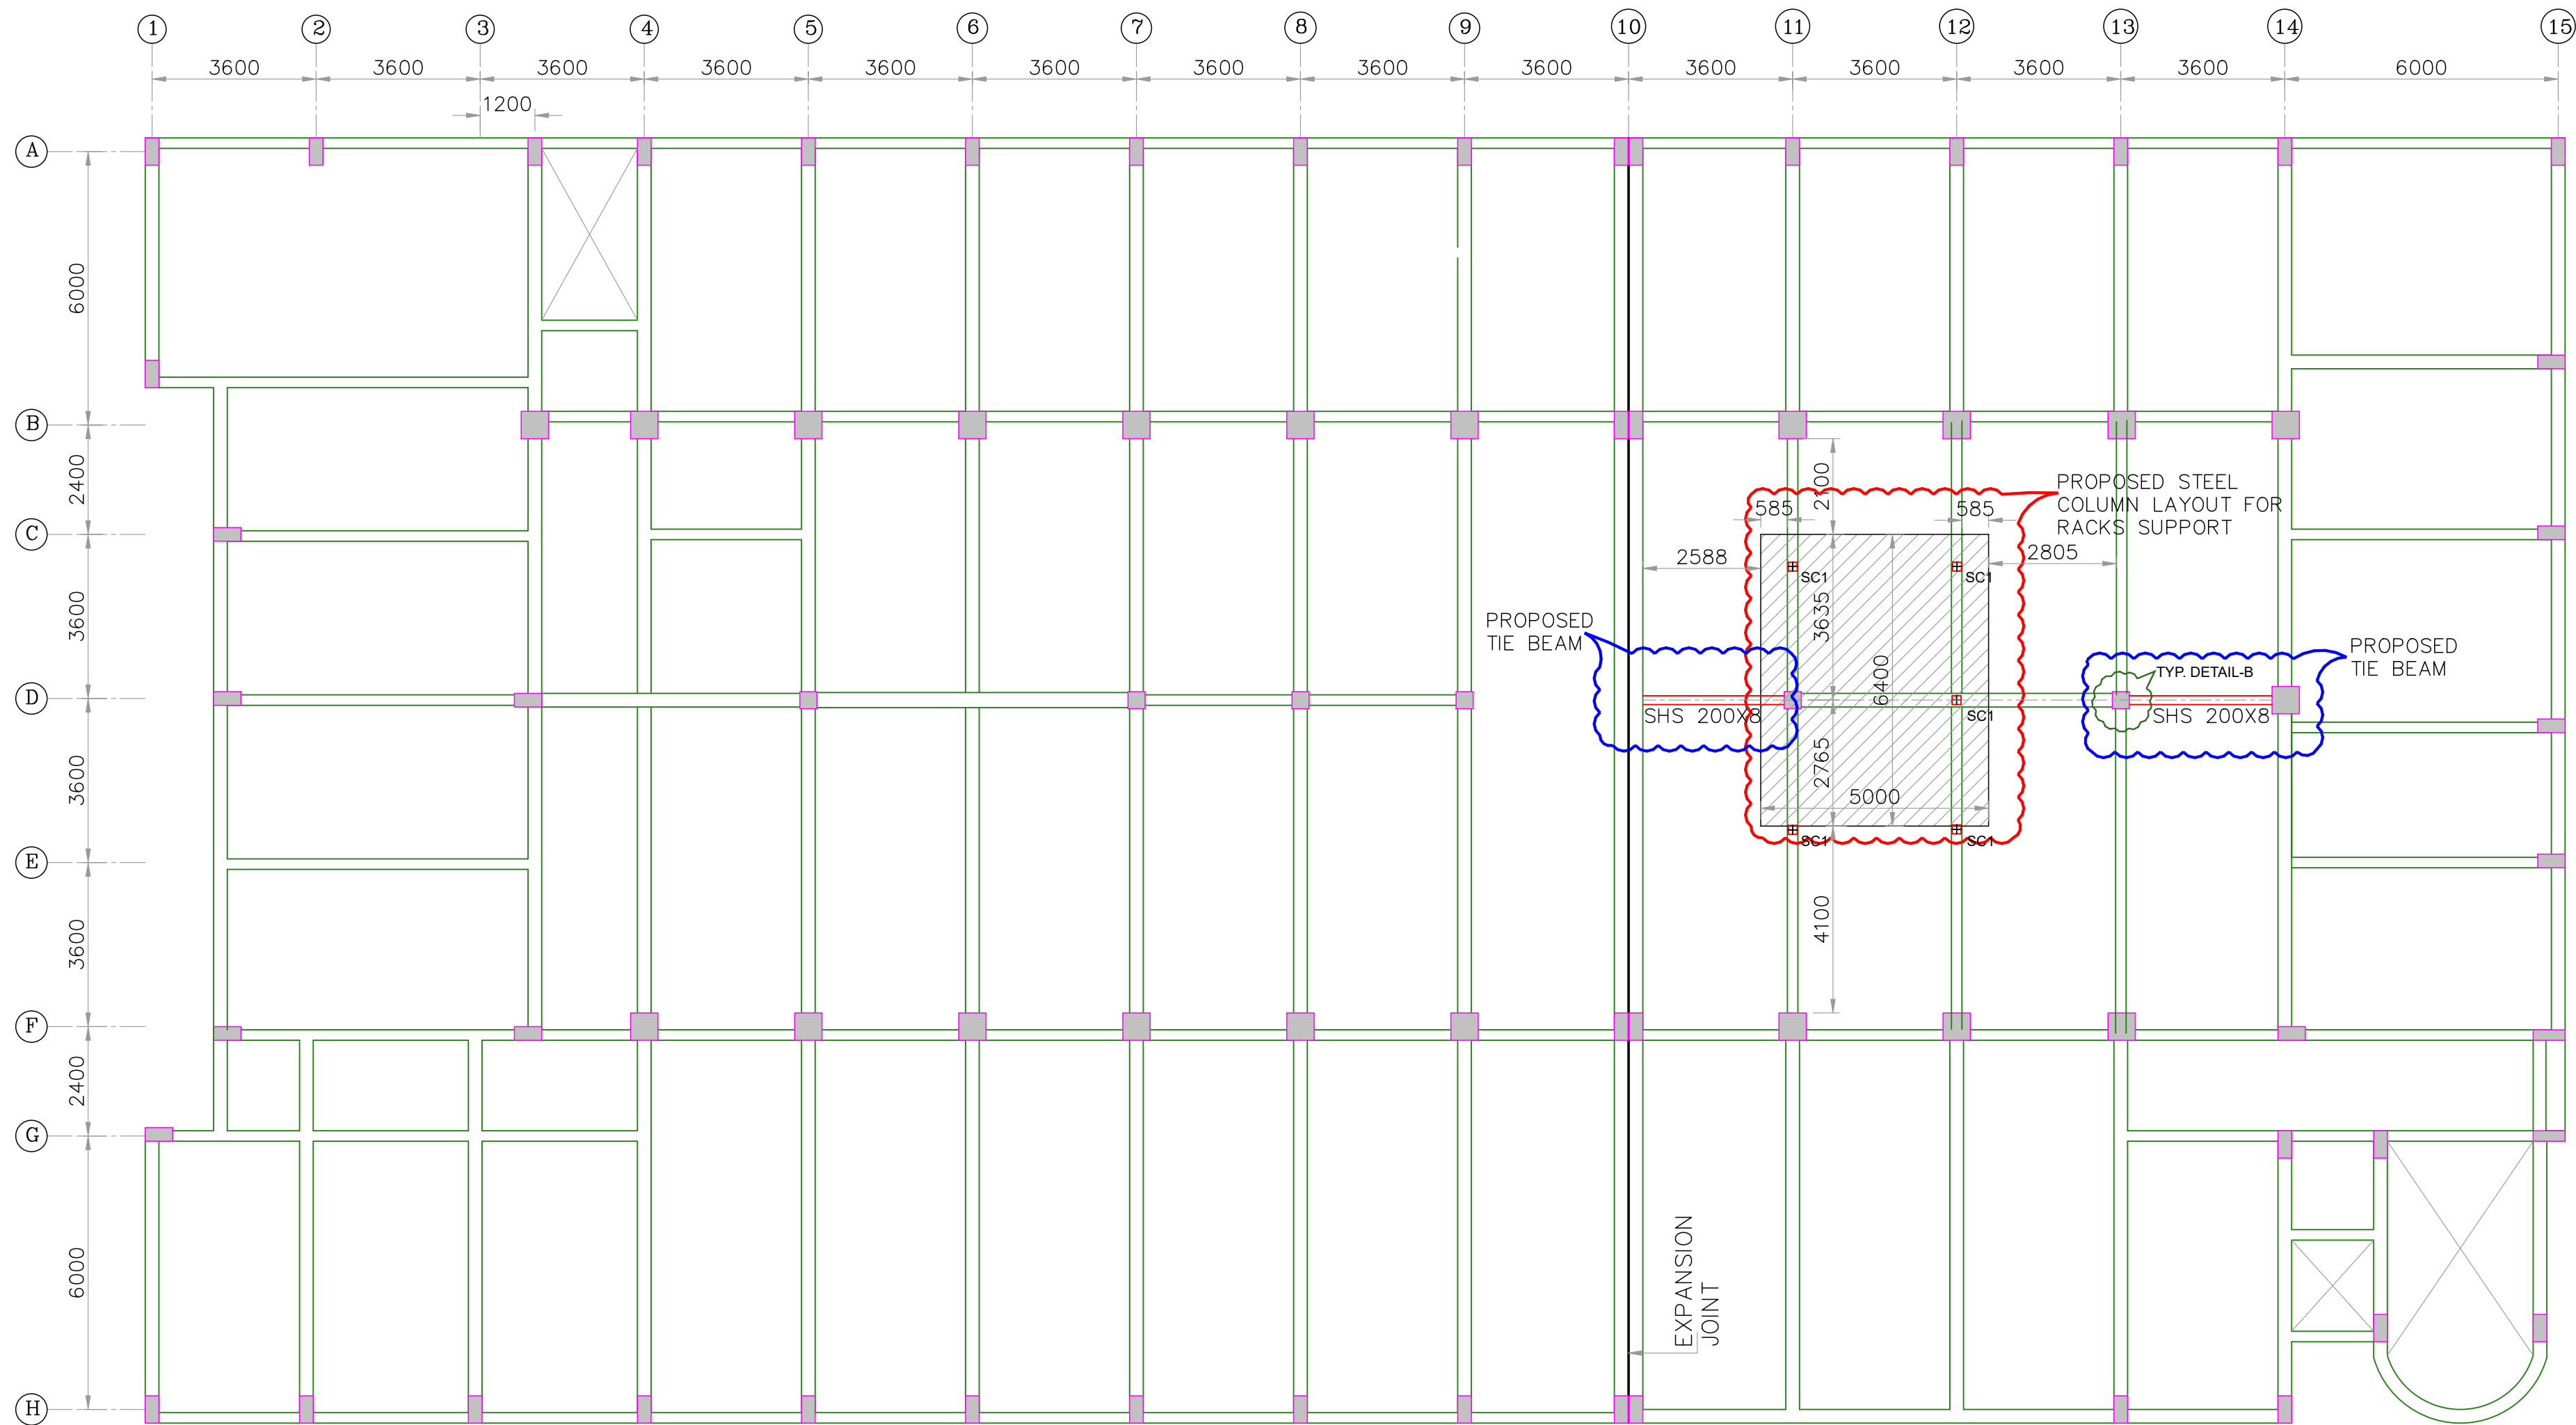 1 2 3 4 5 6 7 8 9 10 11 12 13 14 15
3600 3600 3600 3600 3600 3600 3600 3600 3600 3600 3600 3600 3600 6000
1200
A
6000
B
2400
C
3600
D
3600
E
3600
F
2400
G
6000
H
2100
PROPOSED STEEL
COLUMN LAYOUT FOR
RACKS SUPPORT
585
585
2588
2805
SC1
SC1
3635
PROPOSED
TIE BEAM
6400
PROPOSED
TIE BEAM
TYP. DETAIL-B
SHS 200X8
SC1
SHS 200X8
2765
5000
SC1
SC1
4100
EXPANSION
JOINT